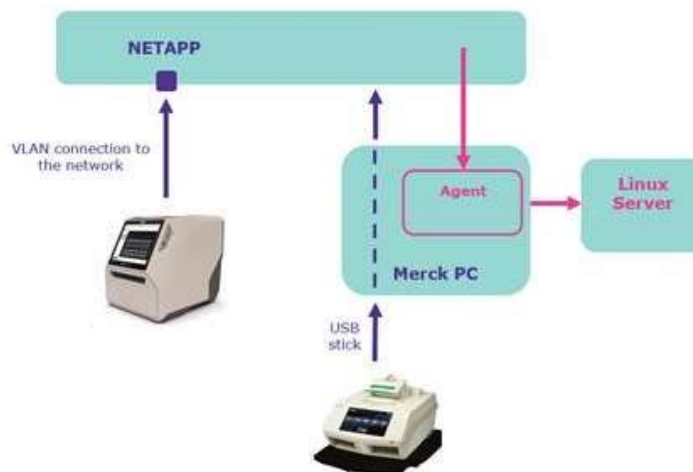 NETAPP
VLAN connection to
the network
Agent
Linux
Server
Merck PC
USB
stick